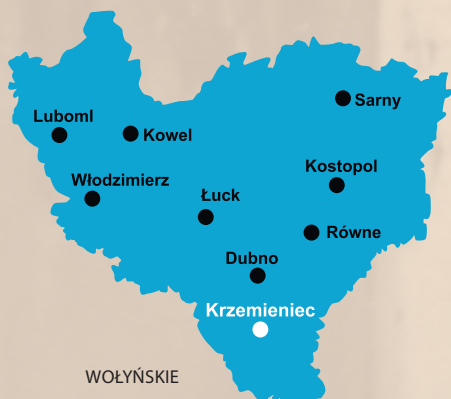 Sarny
Luboml
Kowel
Kostopol
Włodzimierz
Łuck
Równe
Dubno
Krzemieniec
WOŁYŃSKIE